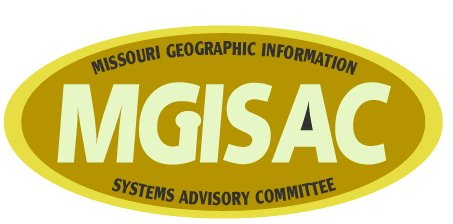 MISSOURI GEOGRAPHIC INFORMATION
MGISAC
SYSTEMS ADVISORY COMMITTEE